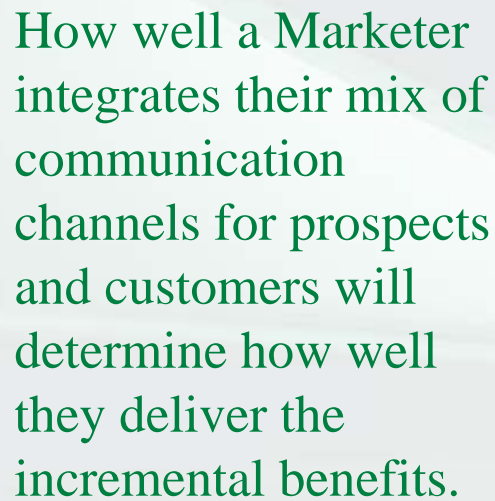 How well a Marketer
integrates their mix of
communication
channels for prospects
and customers will
determine how well
they deliver the
incremental benefits.